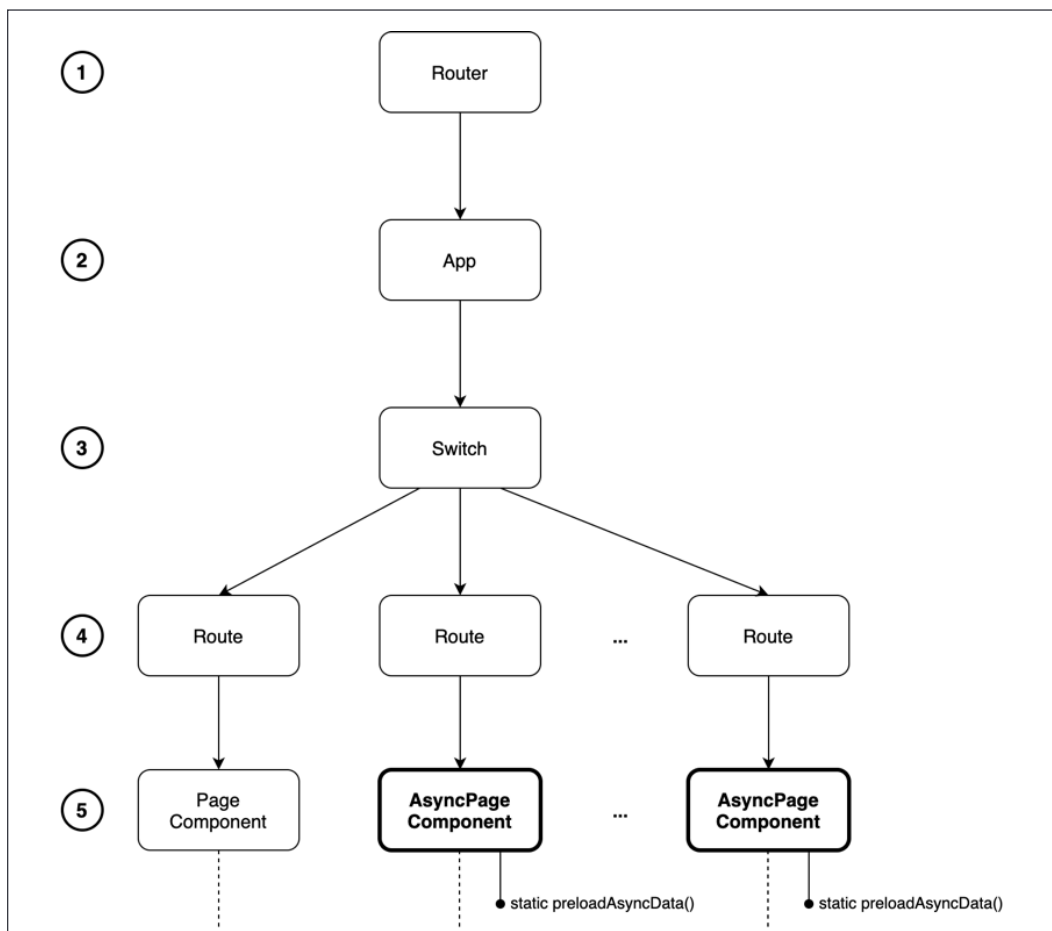 1
Router
2
App
3
Switch
4
Route
Route
...
Route
5
Page
Component
AsyncPage
Component
...
AsyncPage
Component
static preloadAsyncData()
static preloadAsyncData()